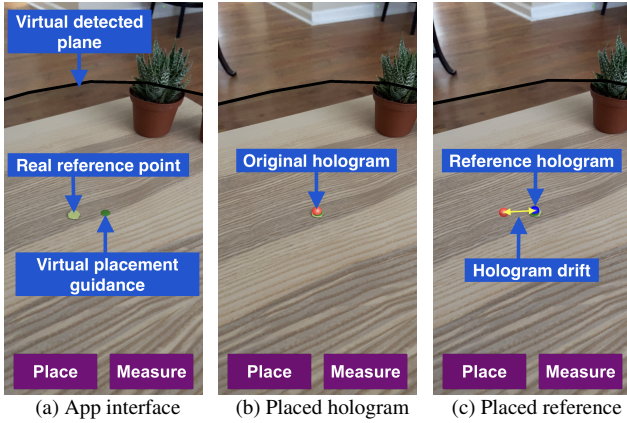 Virtual detected
plane
Real reference point
Virtual placement
guidance
Place
Measure
(a) App interface
Original hologram
Place
Measure
(b) Placed hologram
Reference hologram
Hologram drift
Place
Measure
(c) Placed reference